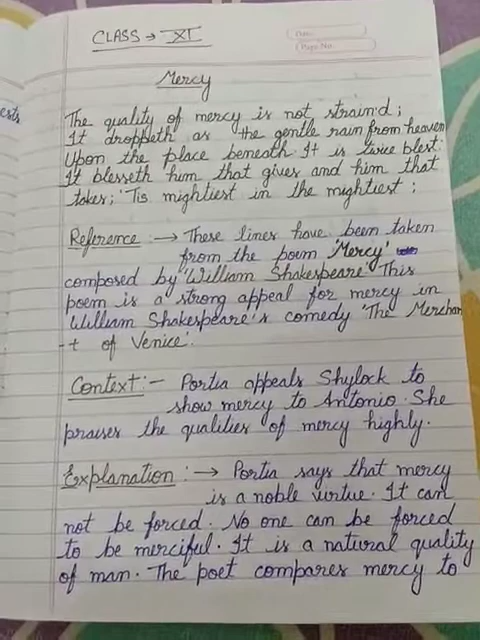 CLASS → XI
Date:
Page No.
Mercy
ests
The quality of mercy is not strain'd ;
It droppeth as the gentle rain from heaven
Upon the place beneath. It is twice blest.
It blesseth him that gives and him that
takes; 'Tis mightiest in the mightiest ;
Reference :→ These lines have been taken
from the poem 'Mercy'
composed by 'William Shakespeare'. This
poem is a strong appeal for mercy in
William Shakespeare's comedy 'The Merchan
-t of Venice'.
Context :- Portia appeals Shylock to
show mercy to Antonio. She
praises the qualities of mercy highly.
Explanation :→ Portia says that mercy
is a noble virtue. It can
not be forced. No one can be forced
to be merciful. It is a natural quality
of man. The poet compares mercy to